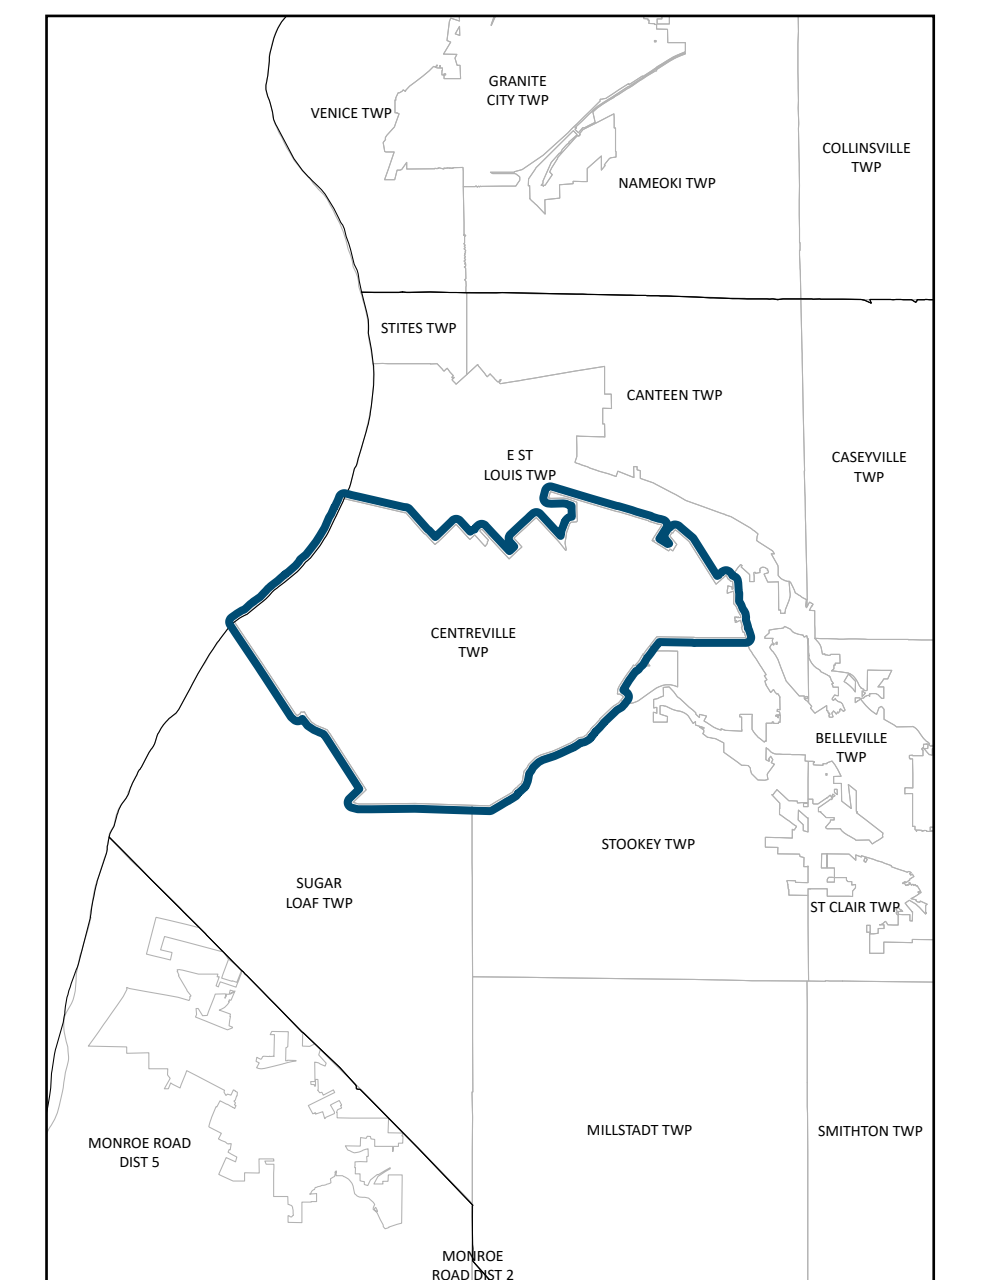 GRANITE
CITY TWP
VENICE TWP
COLLINSVILLE
TWP
NAMEOKI TWP
STITES TWP
CANTEEN TWP
E ST
LOUIS TWP
CASEYVILLE
TWP
CENTREVILLE
TWP
BELLEVILLE
TWP
STOOKEY TWP
SUGAR
LOAF TWP
ST CLAIR TWP
MILLSTADT TWP
SMITHTON TWP
MONROE ROAD
DIST 5
MONROE
ROAD DIST 2